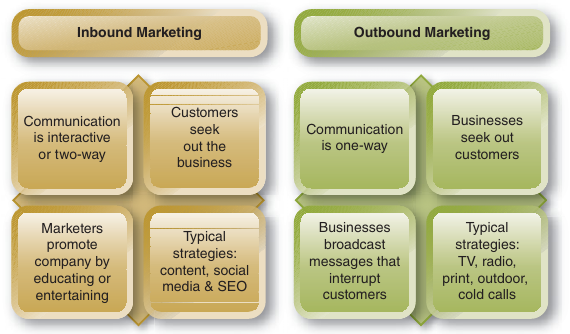 Inbound Marketing
Communication
is interactive
or two-way
Customers
seek
out the
business
Marketers
promote
company by
educating or
entertaining
Typical
strategies:
content, social
media & SEO
Outbound Marketing
Communication
is one-way
Businesses
seek out
customers
Businesses
broadcast
messages that
interrupt
customers
Typical
strategies:
TV, radio,
print, outdoor,
cold calls